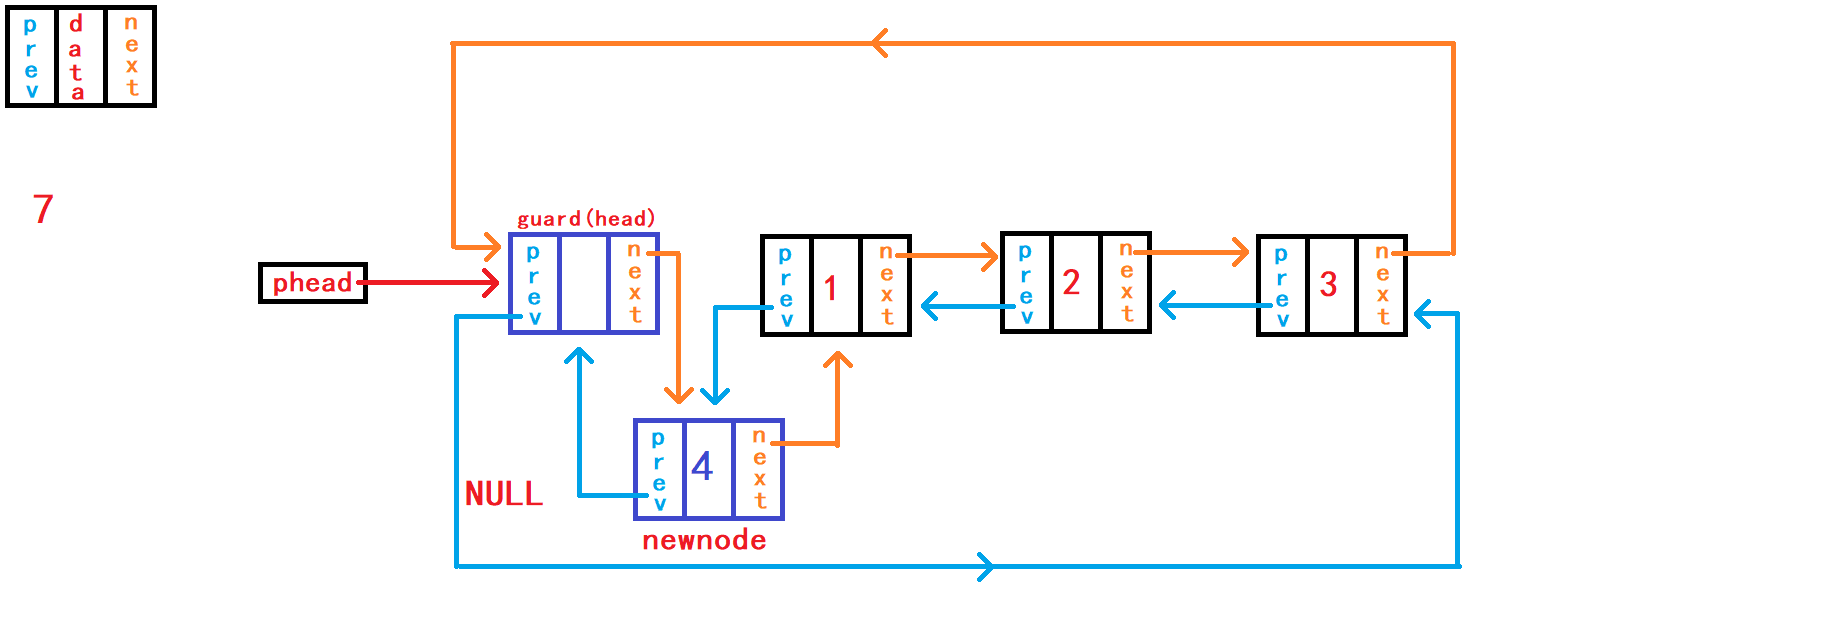 prev data next
7
guard(head)
phead
prev next
prev 1 next
prev 2 next
prev 3 next
prev 4 next
NULL
newnode